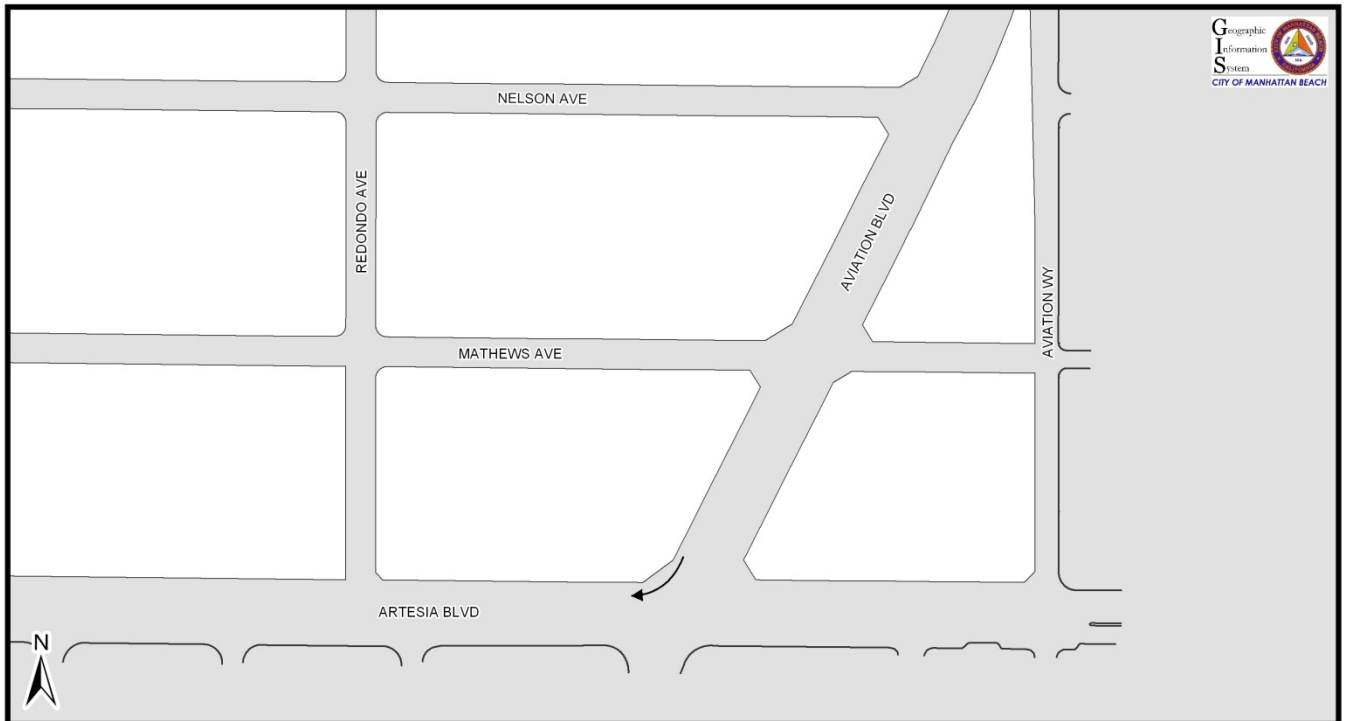 Geographic
Information
System
CITY OF MANHATTAN BEACH
NELSON AVE
REDONDO AVE
AVIATION BLVD
AVIATION WY
MATHEWS AVE
ARTESIA BLVD
N